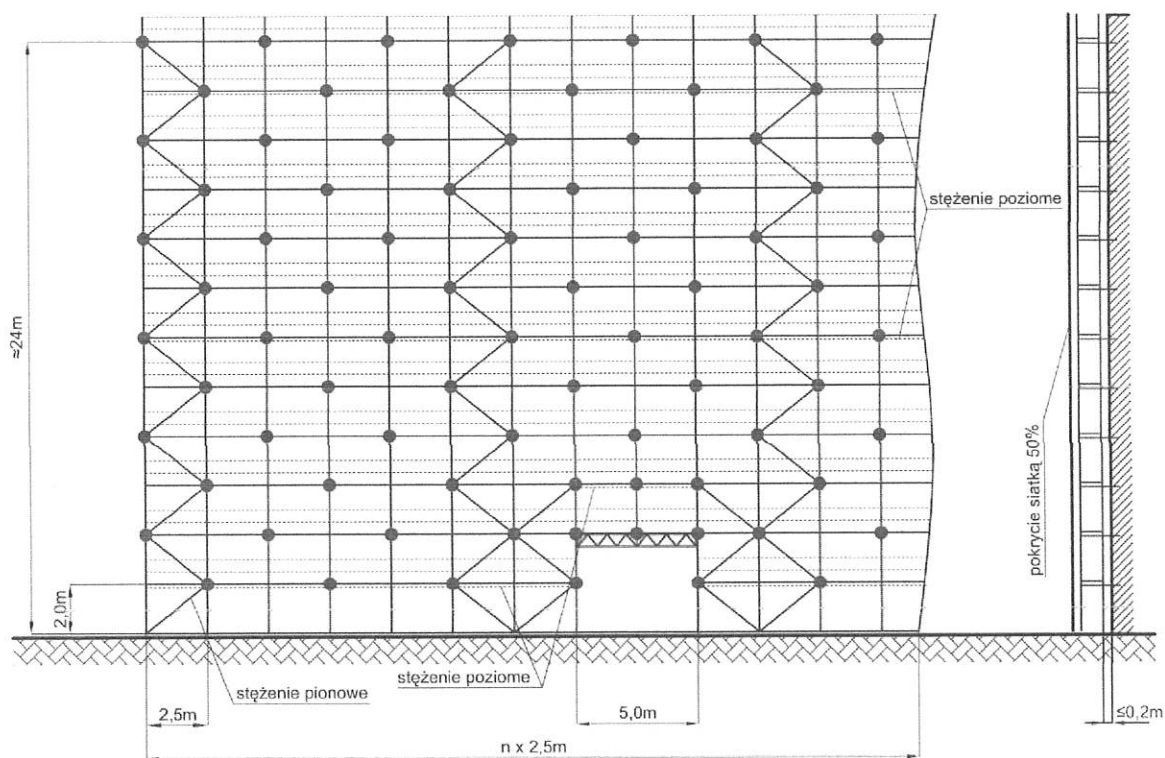 ≈24m
stężenie poziome
pokrycie siatką 50%
2,0m
stężenie pionowe
stężenie poziome
2,5m
5,0m
≤0,2m
n x 2,5m